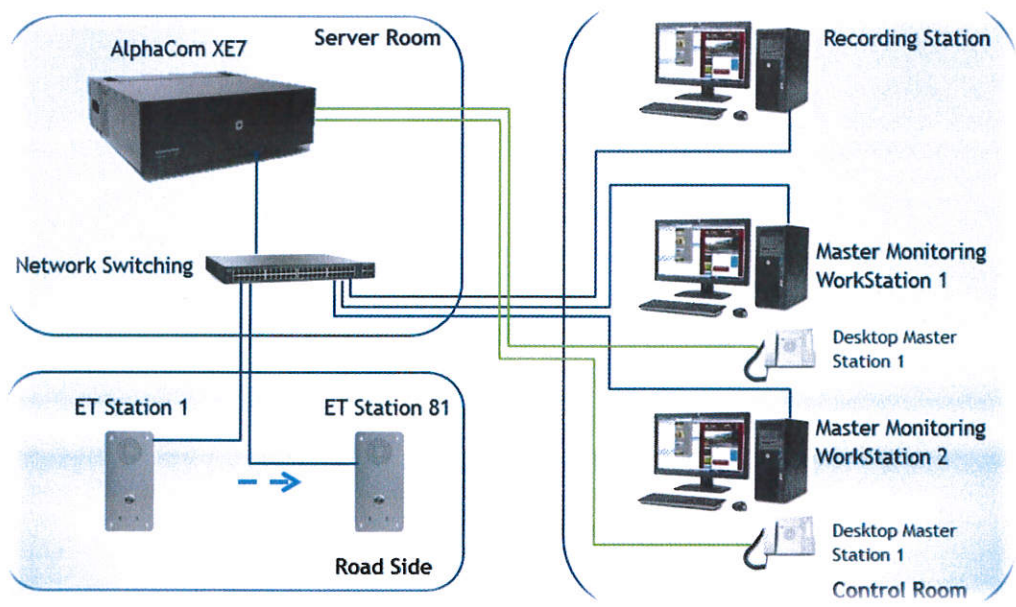 Server Room
AlphaCom XE7
Network Switching
ET Station 1
ET Station 81
Road Side
Recording Station
Master Monitoring
WorkStation 1
Desktop Master
Station 1
Master Monitoring
WorkStation 2
Desktop Master
Station 1
Control Room